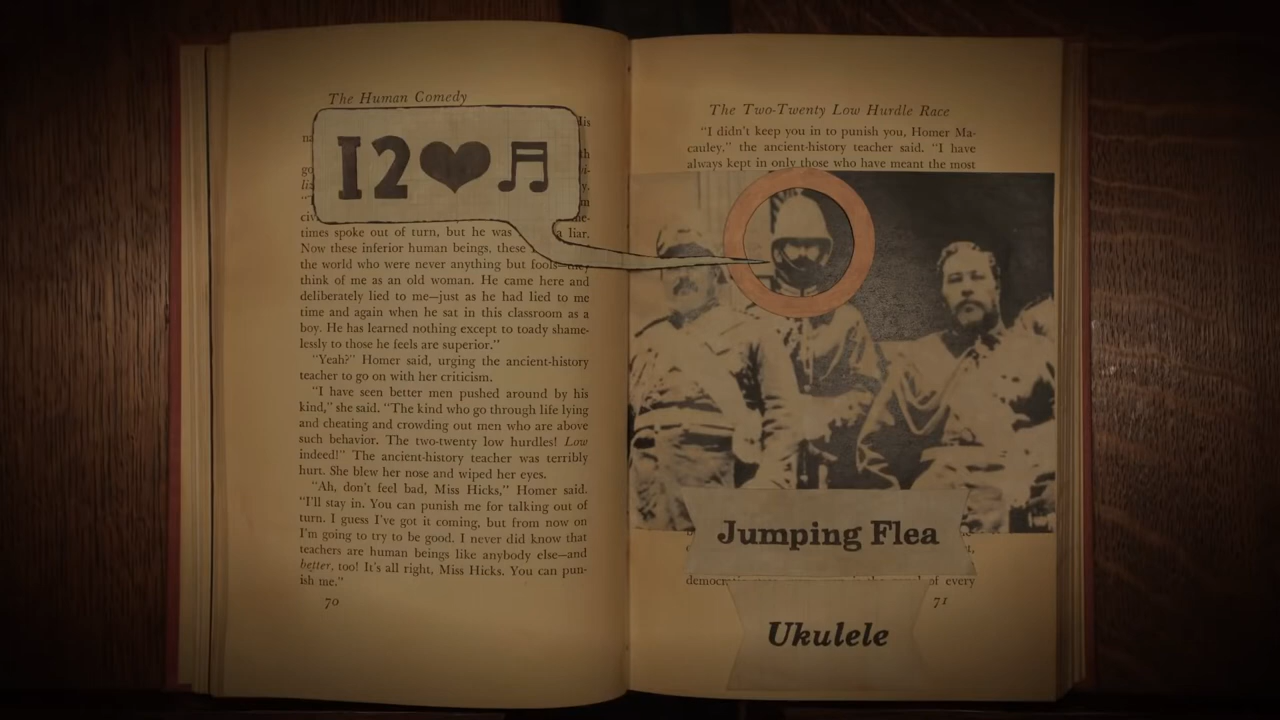 The Human Comedy
I2♥♬
times spoke out of turn, but he was liar.
Now these inferior human beings, these
the world who were never anything but fools—they
think of me as an old woman. He came here and
deliberately lied to me—just as he had lied to me
time and again when he sat in this classroom as a
boy. He has learned nothing except to toady shame-
lessly to those he feels are superior."
"Yeah?" Homer said, urging the ancient-history
teacher to go on with her criticism.
"I have seen better men pushed around by his
kind," she said. "The kind who go through life lying
and cheating and crowding out men who are above
such behavior. The two-twenty low hurdles! Low
indeed!" The ancient-history teacher was terribly
hurt. She blew her nose and wiped her eyes.
"Ah, don't feel bad, Miss Hicks," Homer said.
"I'll stay in. You can punish me for talking out of
turn. I guess I've got it coming, but from now on
I'm going to try to be good. I never did know that
teachers are human beings like anybody else—and
better, too! It's all right, Miss Hicks. You can pun-
ish me."
70
The Two-Twenty Low Hurdle Race
"I didn't keep you in to punish you, Homer Ma-
cauley," the ancient-history teacher said. "I have
always kept in only those who have meant the most
Jumping Flea
of every
71
Ukulele